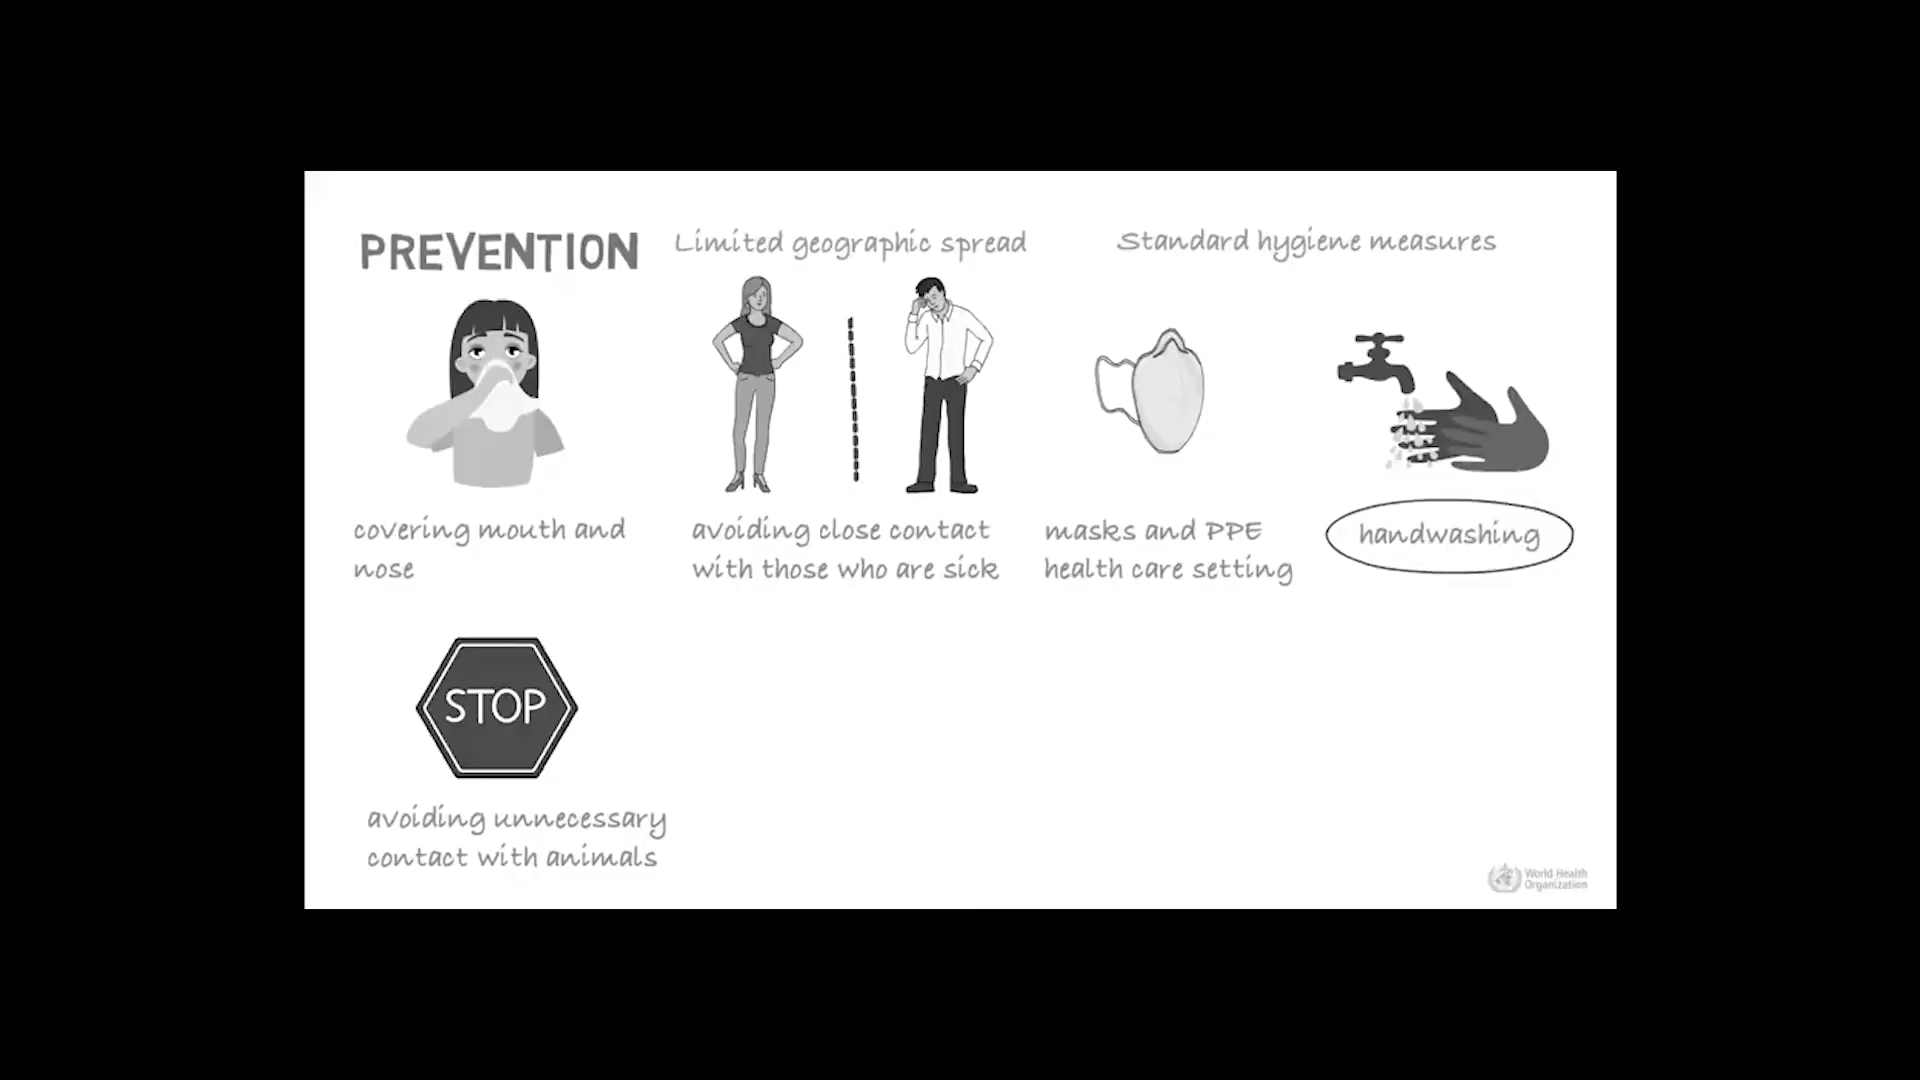 PREVENTION
Limited geographic spread
Standard hygiene measures
covering mouth and
nose
avoiding close contact
with those who are sick
masks and PPE
health care setting
handwashing
STOP
avoiding unnecessary
contact with animals
World Health
Organization